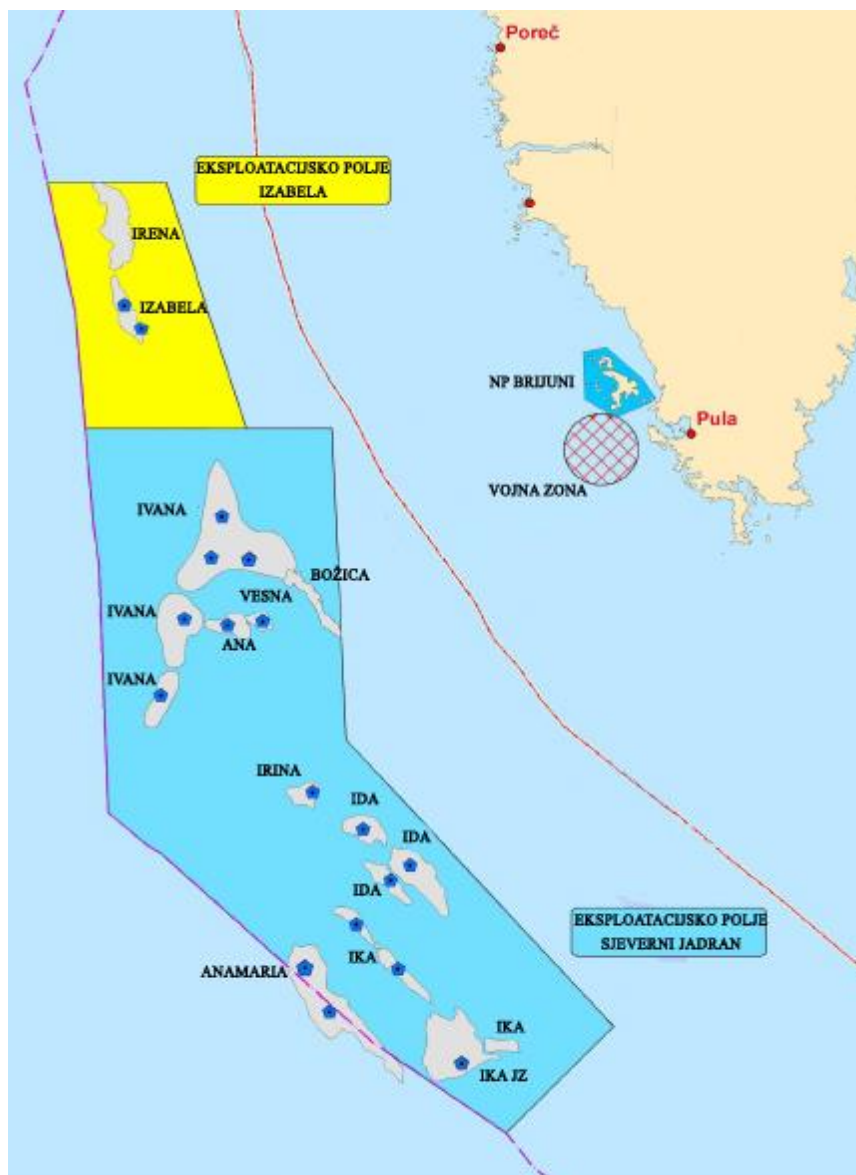 Poreč
EKSPLOATACIJSKO POLJE
IZABELA
IRENA
IZABELA
NP BRIJUNI
Pula
VOJNA ZONA
IVANA
BOŽICA
VESNA
IVANA
ANA
IVANA
IRINA
IDA
IDA
IDA
EKSPLOATACIJSKO POLJE
SJEVERNI JADRAN
IKA
ANAMARIA
IKA
IKA JZ